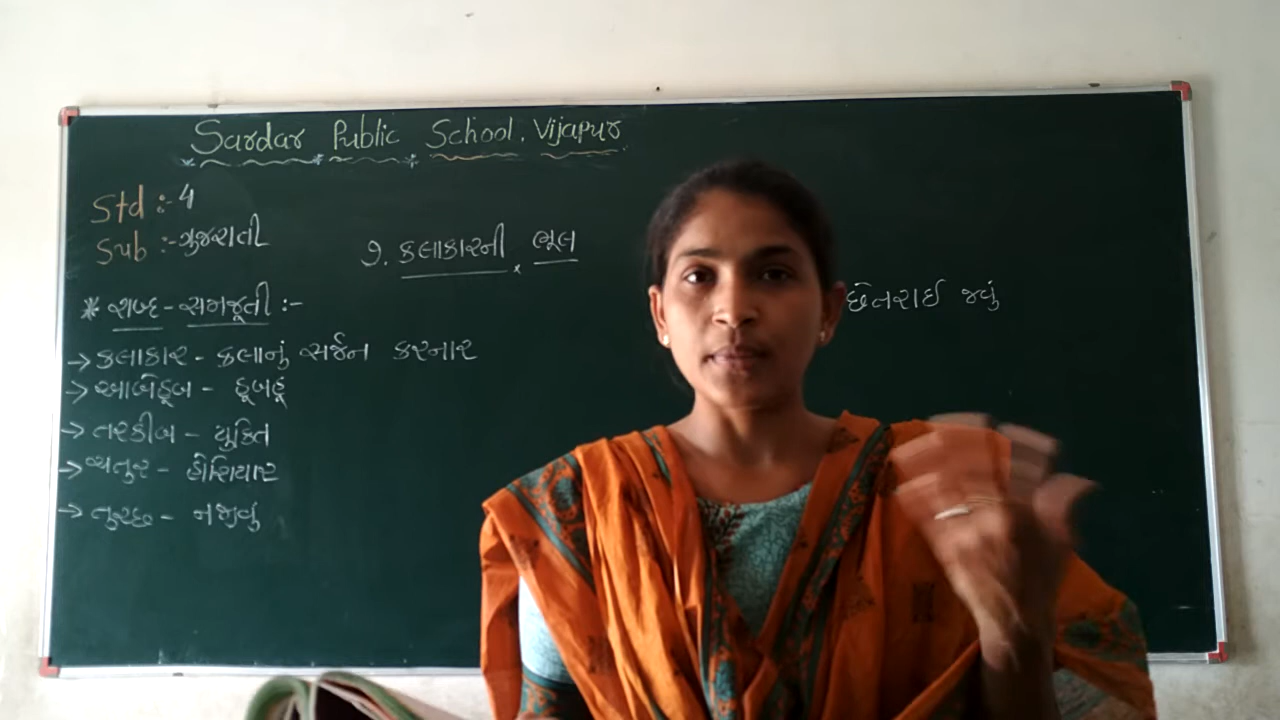 Sardar Public School, Vijapur
Std :- 4
Sub :- ગુજરાતી
૭. કલાકારની ભૂલ
* શબ્દ - સમજૂતી :-
છેતરાઈ જવું
→ કલાકાર - કલાનું સર્જન કરનાર
→ આબેહૂબ - હૂબહૂ
→ તરકીબ - યુકિત
→ ચતુર - હોશિયાર
→ તુચ્છ - નજીવું